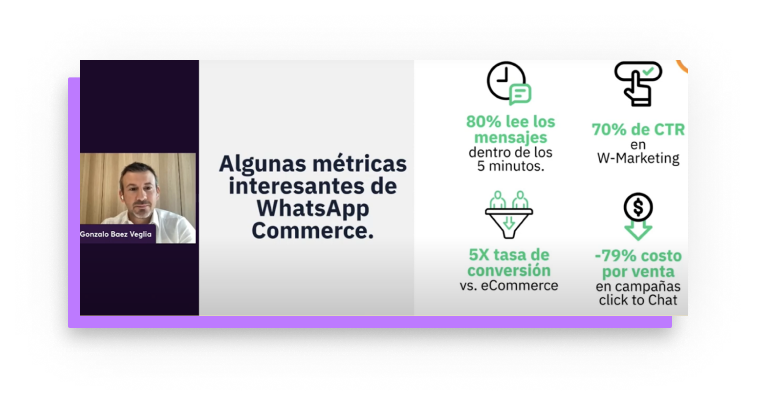 Gonzalo Baez Veglia
Algunas métricas
interesantes de
WhatsApp
Commerce.
80% lee los
mensajes
dentro de los
5 minutos.
70% de CTR
en
W-Marketing
5X tasa de
conversión
vs. eCommerce
-79% costo
por venta
en campañas
click to Chat